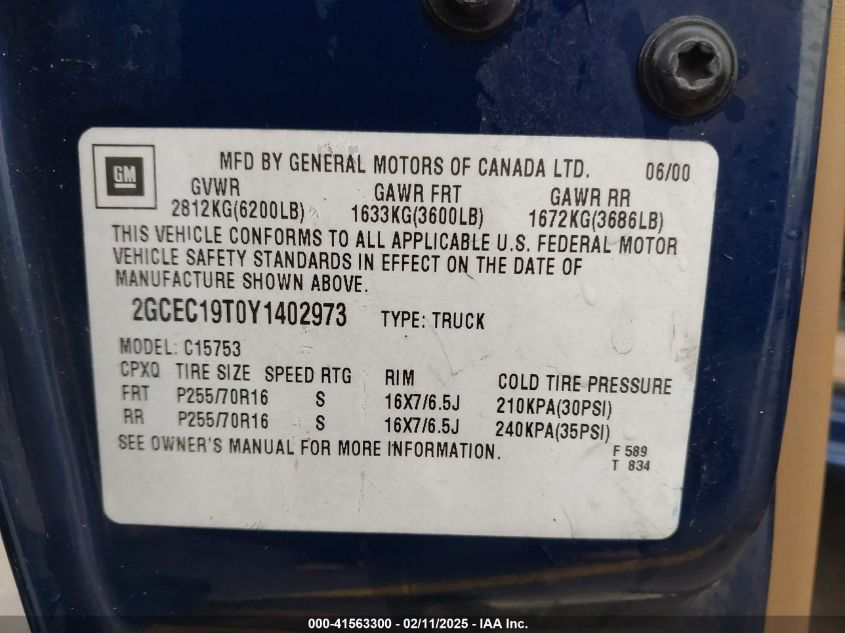 GM
MFD BY GENERAL MOTORS OF CANADA LTD. 06/00
GVWR GAWR FRT GAWR RR
2812KG(6200LB) 1633KG(3600LB) 1672KG(3686LB)
THIS VEHICLE CONFORMS TO ALL APPLICABLE U.S. FEDERAL MOTOR
VEHICLE SAFETY STANDARDS IN EFFECT ON THE DATE OF
MANUFACTURE SHOWN ABOVE.
2GCEC19T0Y1402973 TYPE: TRUCK
MODEL: C15753
CPXQ TIRE SIZE SPEED RTG RIM COLD TIRE PRESSURE
FRT P255/70R16 S 16X7/6.5J 210KPA(30PSI)
RR P255/70R16 S 16X7/6.5J 240KPA(35PSI)
SEE OWNER'S MANUAL FOR MORE INFORMATION.
F 589
T 834
000-41563300 - 02/11/2025 - IAA Inc.